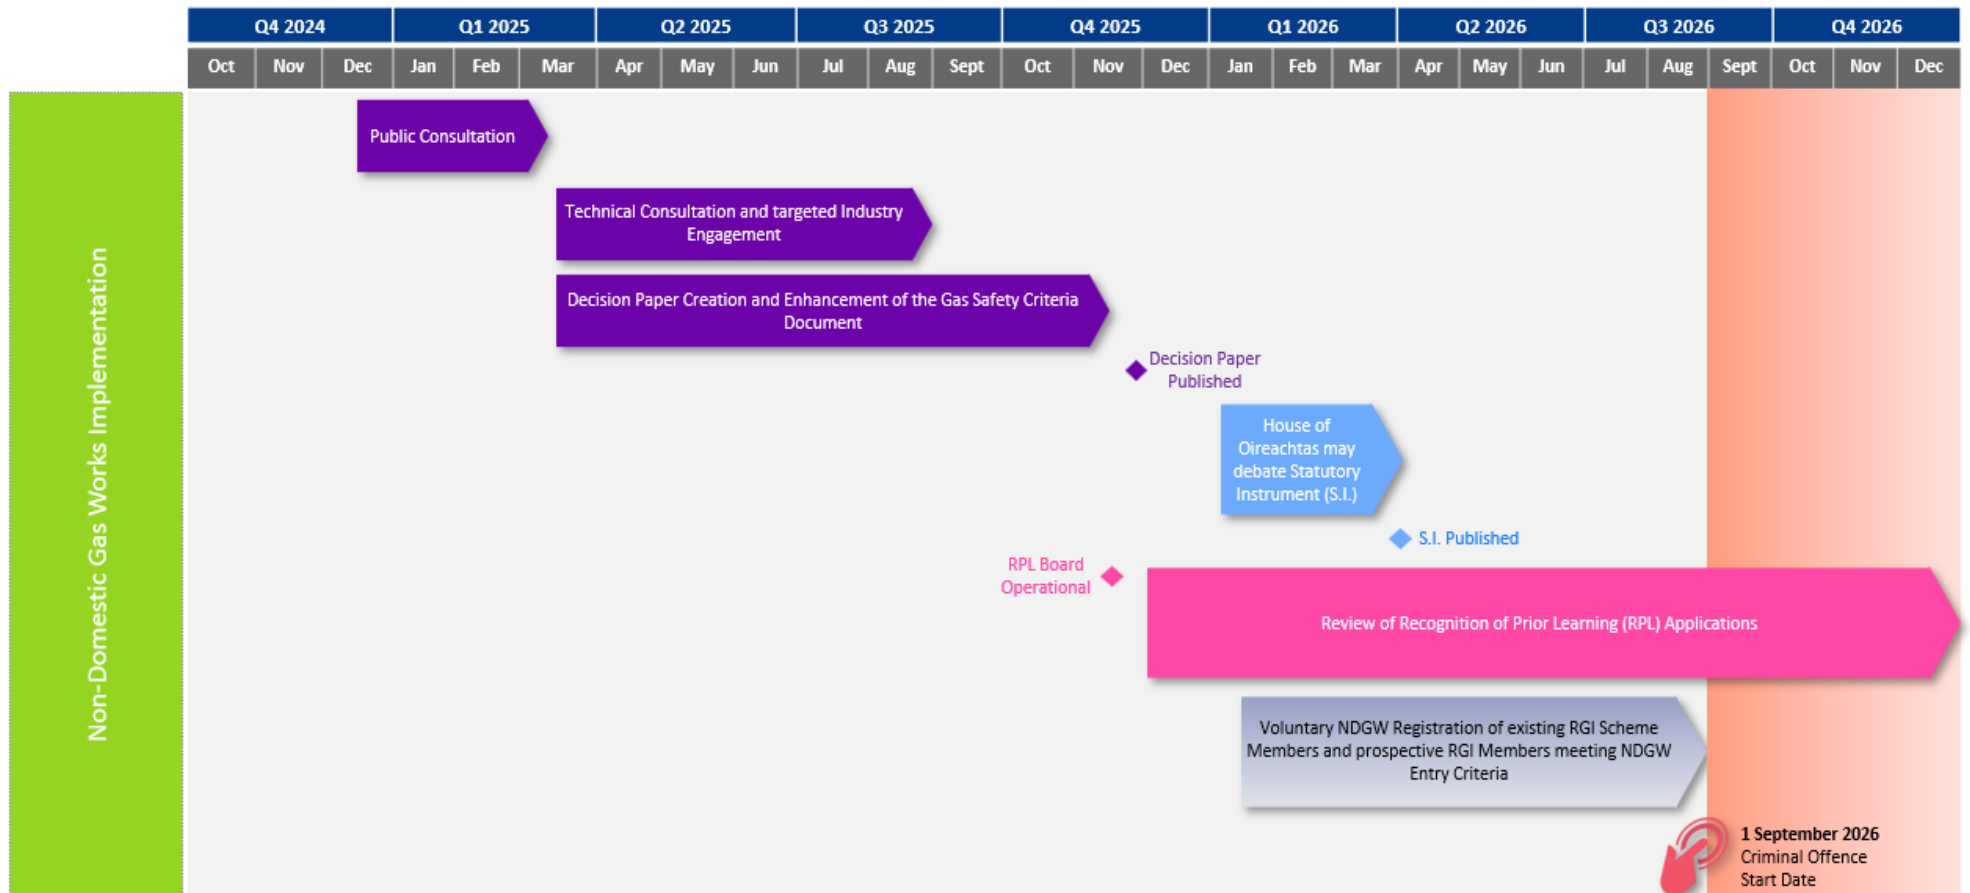 Q4 2024 Q1 2025 Q2 2025 Q3 2025 Q4 2025 Q1 2026 Q2 2026 Q3 2026 Q4 2026
Oct Nov Dec Jan Feb Mar Apr May Jun Jul Aug Sept Oct Nov Dec Jan Feb Mar Apr May Jun Jul Aug Sept Oct Nov Dec
Non-Domestic Gas Works Implementation
Public Consultation
Technical Consultation and targeted Industry
Engagement
Decision Paper Creation and Enhancement of the Gas Safety Criteria
Document
Decision Paper
Published
House of
Oireachtas may
debate Statutory
Instrument (S.I.)
S.I. Published
RPL Board
Operational
Review of Recognition of Prior Learning (RPL) Applications
Voluntary NDGW Registration of existing RGI Scheme
Members and prospective RGI Members meeting NDGW
Entry Criteria
1 September 2026
Criminal Offence
Start Date